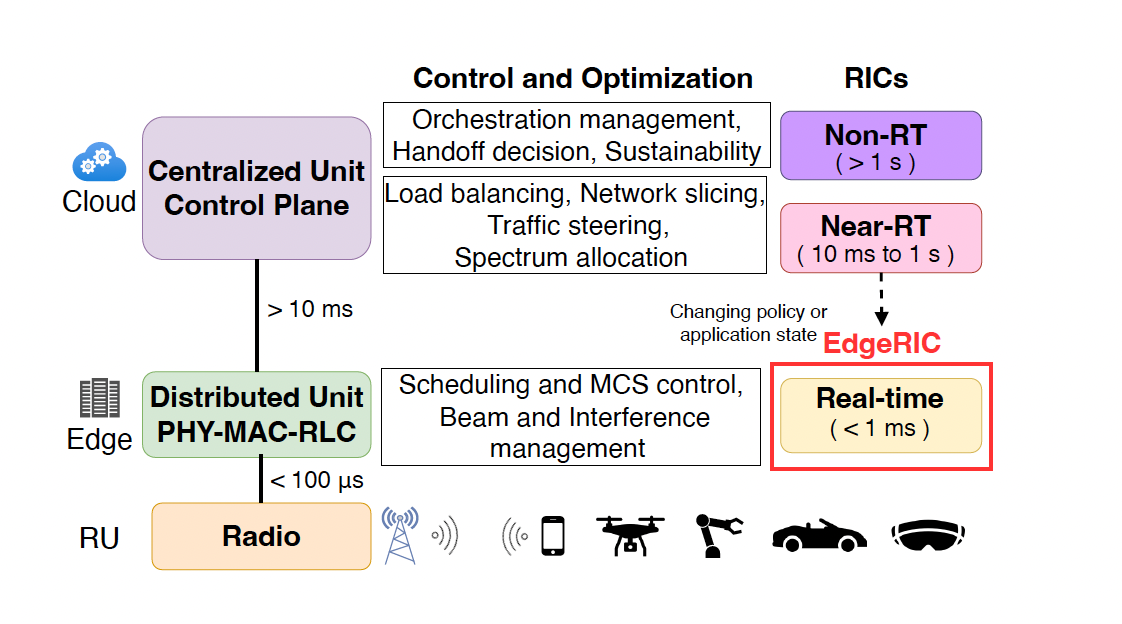 Control and Optimization
RICs
Orchestration management,
Handoff decision, Sustainability
Non-RT
( > 1 s )
Cloud
Centralized Unit
Control Plane
Load balancing, Network slicing,
Traffic steering,
Spectrum allocation
Near-RT
( 10 ms to 1 s )
> 10 ms
Changing policy or
application state
EdgeRIC
Edge
Distributed Unit
PHY-MAC-RLC
Scheduling and MCS control,
Beam and Interference
management
Real-time
( < 1 ms )
< 100 µs
RU
Radio